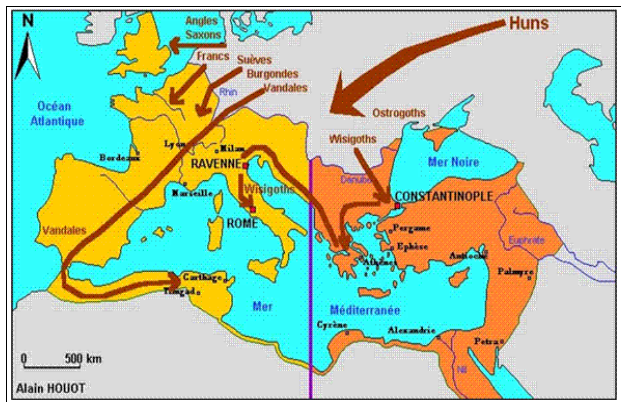 N
Angles
Saxons
Huns
Francs
Suèves
Burgondes
Vandales
Rhin
Océan
Atlantique
Ostrogoths
Lyon
Milan
Wisigoths
Bordeaux
RAVENNE
Mer Noire
Danube
Marseille
Wisigoths
CONSTANTINOPLE
ROME
Vandales
Pergame
Euphrate
Ephèse
Athènes
Antioche
Carthage
Palmyre
Timgad
Mer
Méditerranée
Cyrène
Alexandrie
Petra
0 500 km
Nil
Alain HOUOT